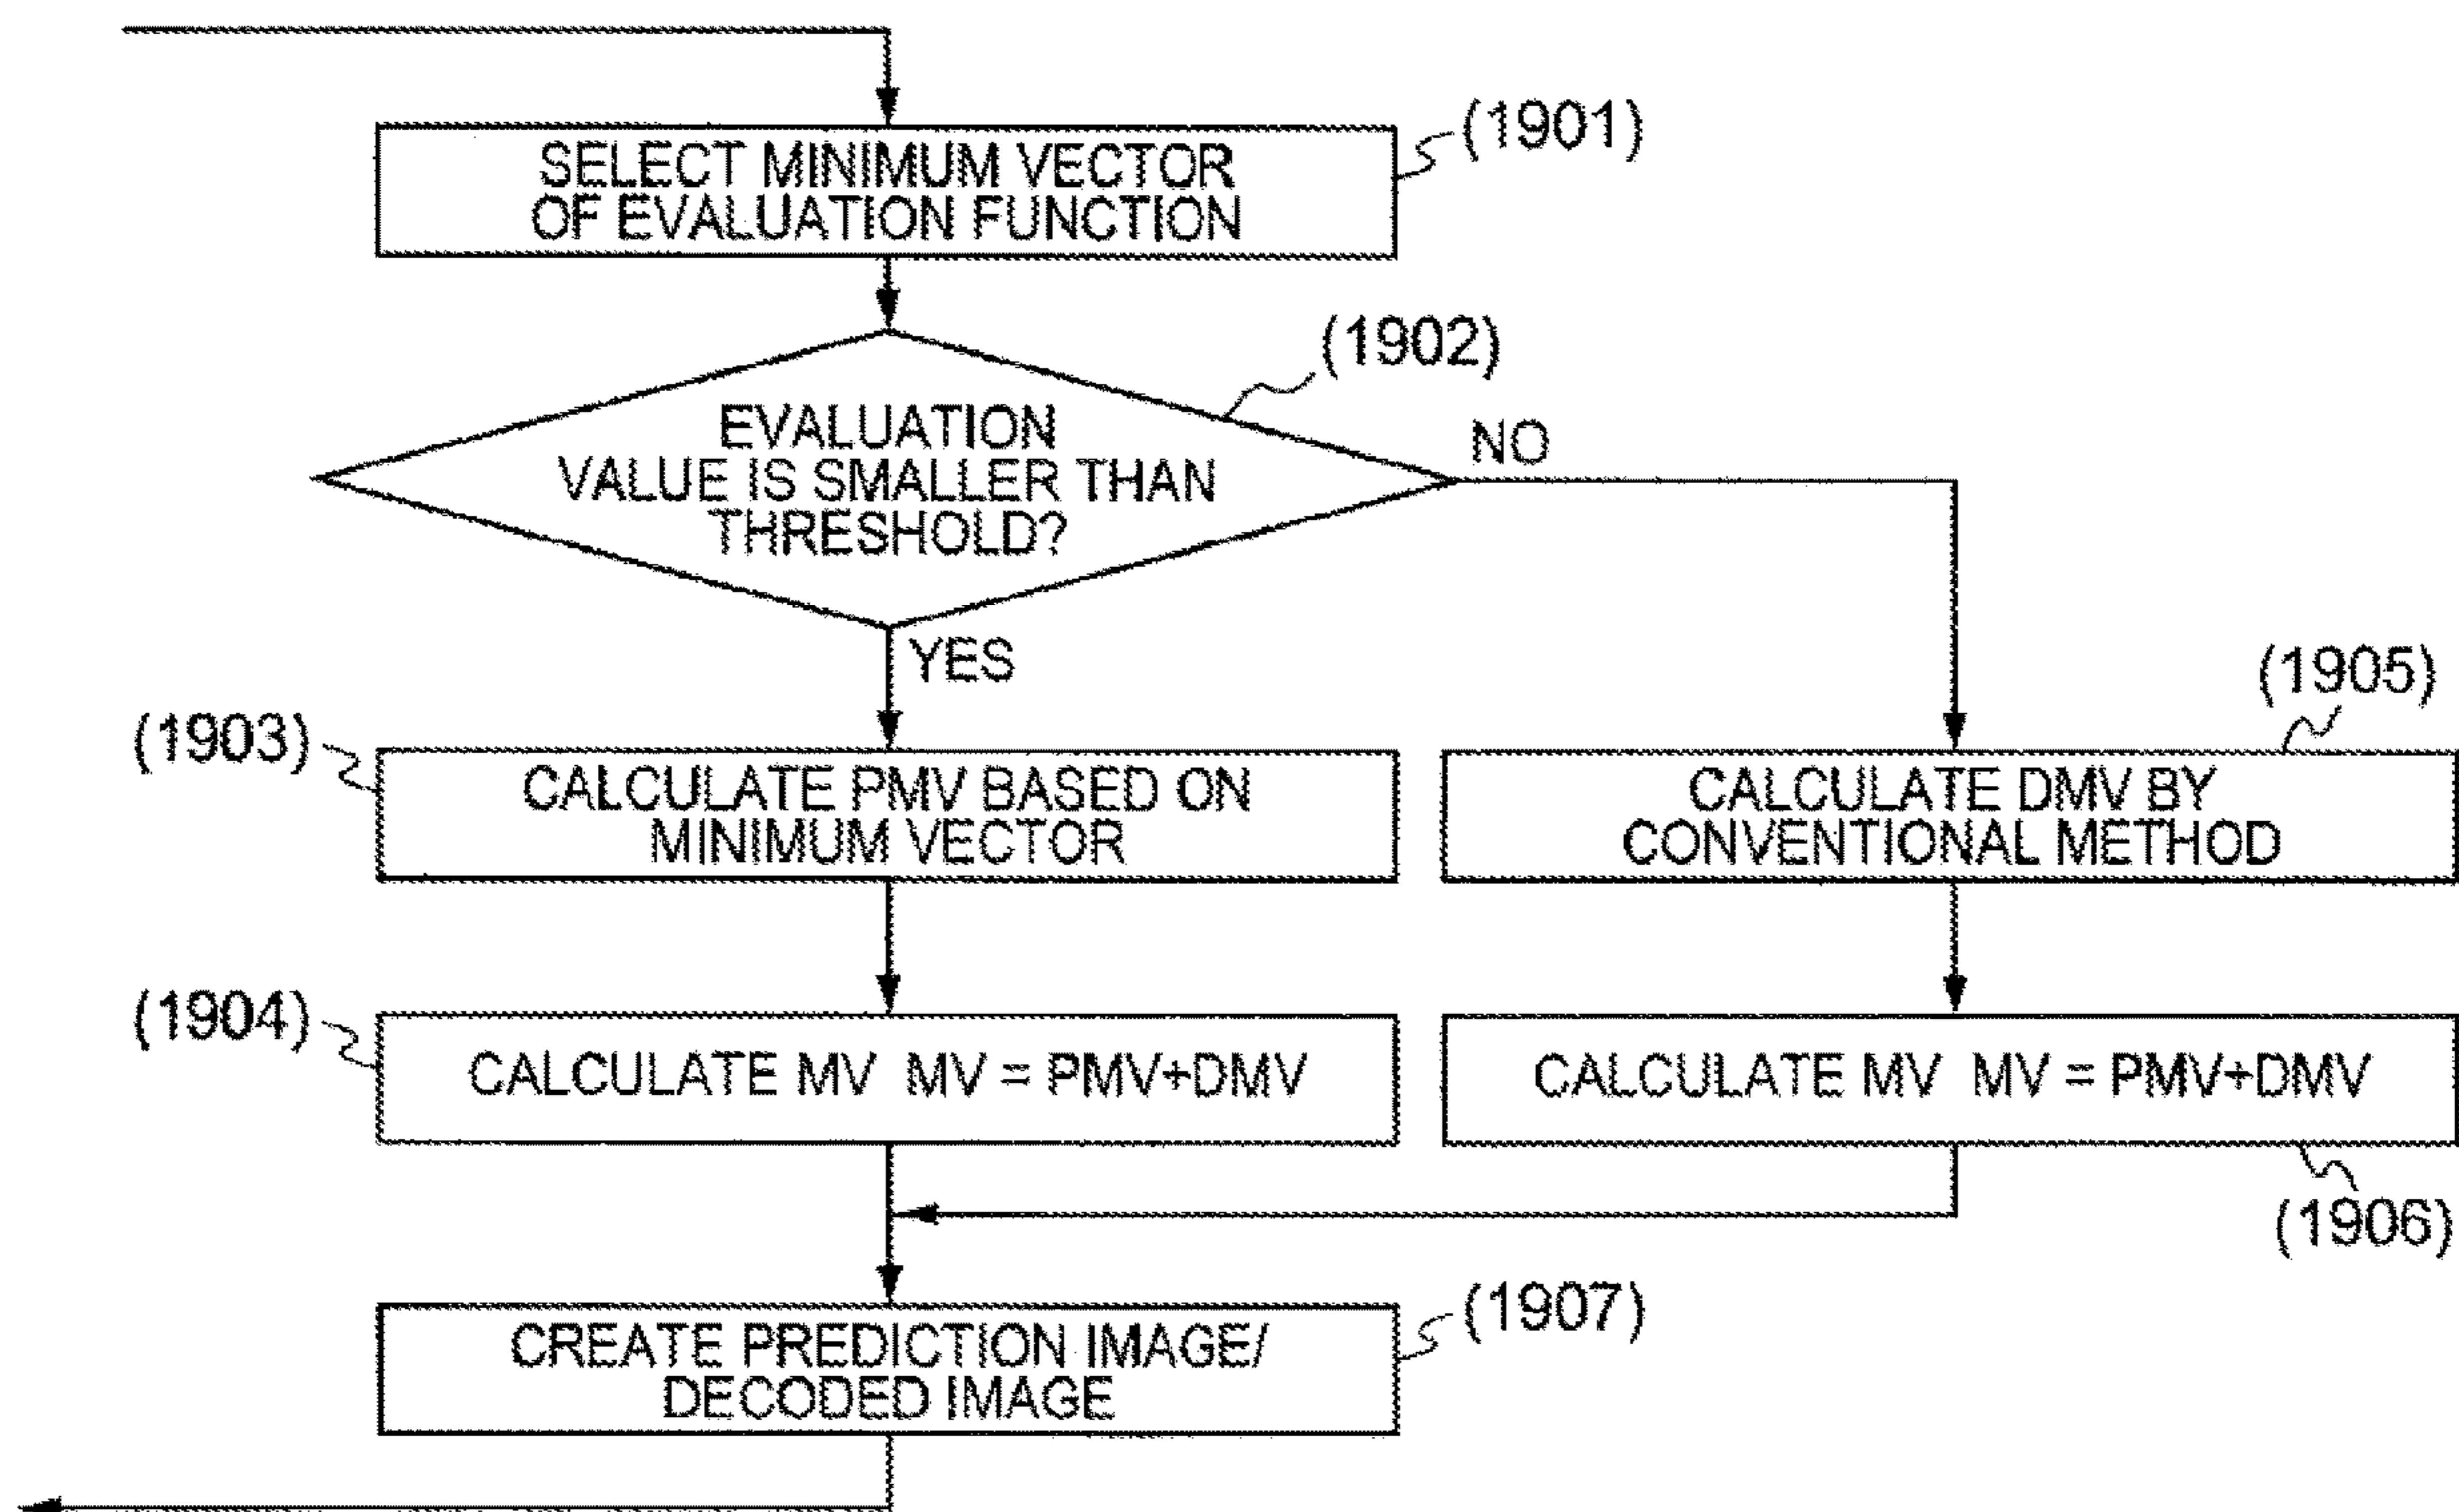 (1901)
SELECT MINIMUM VECTOR
OF EVALUATION FUNCTION
(1902)
EVALUATION
VALUE IS SMALLER THAN
THRESHOLD?
NO
YES
(1903)
CALCULATE PMV BASED ON
MINIMUM VECTOR
(1905)
CALCULATE DMV BY
CONVENTIONAL METHOD
(1904)
CALCULATE MV MV = PMV+DMV
CALCULATE MV MV = PMV+DMV
(1906)
(1907)
CREATE PREDICTION IMAGE/
DECODED IMAGE